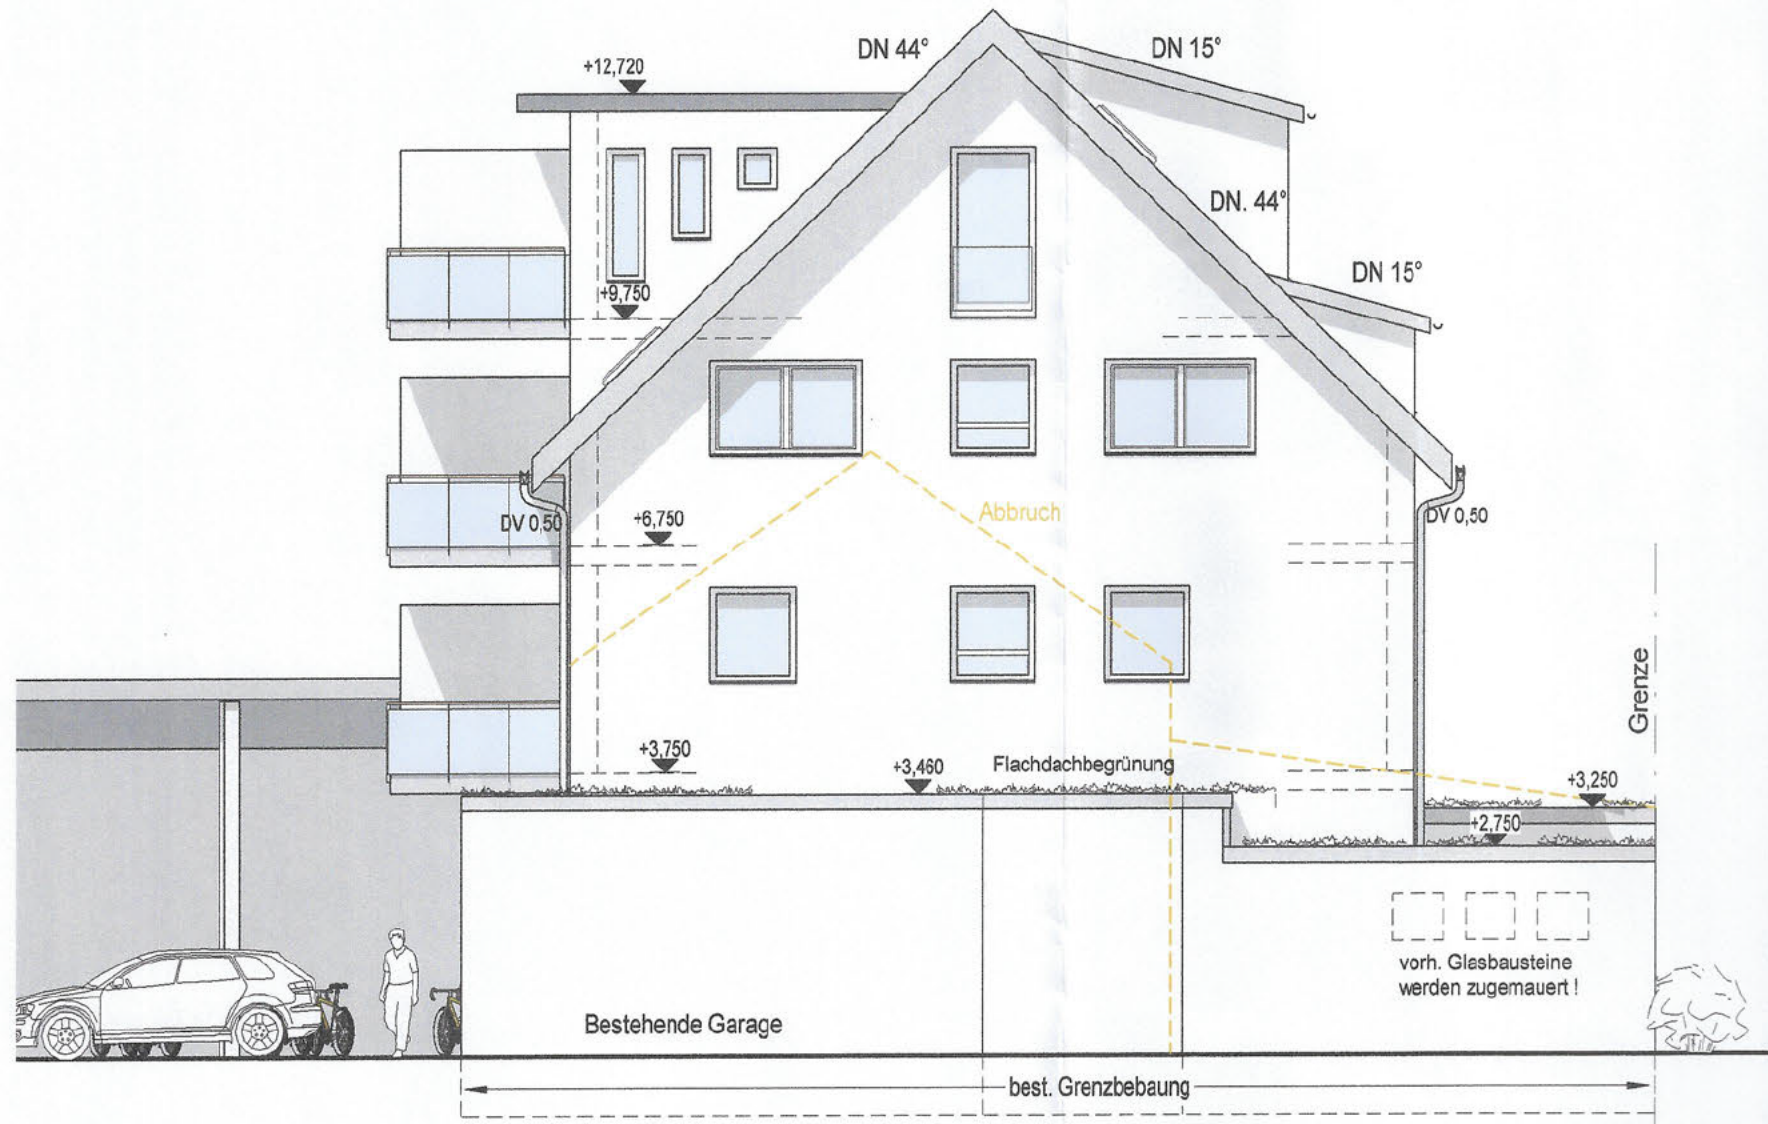 DN 44°
DN 15°
+12,720
DN. 44°
DN 15°
+9,750
Abbruch
DV 0,50
+6,750
DV 0,50
Grenze
+3,750
+3,460
Flachdachbegrünung
+3,250
+2,750
vorh. Glasbausteine
werden zugemauert !
Bestehende Garage
best. Grenzbebaung